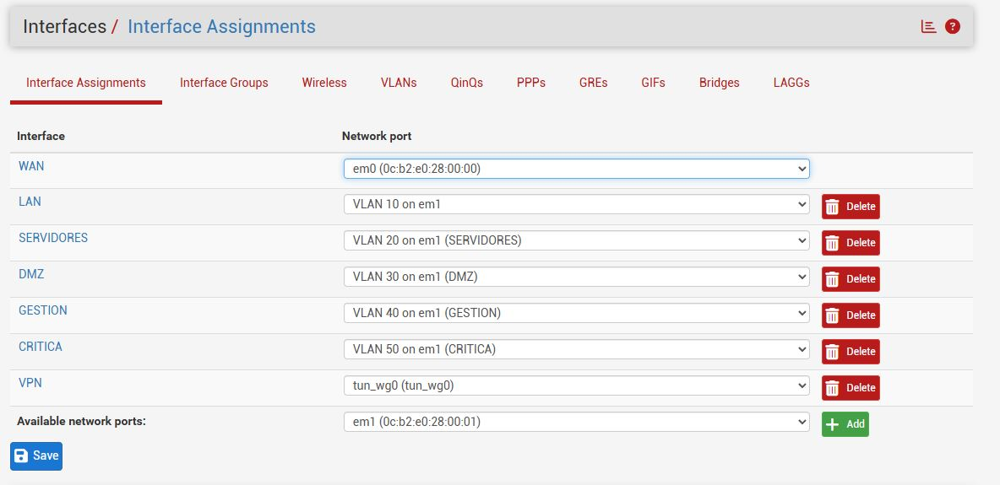 Interfaces / Interface Assignments
Interface Assignments Interface Groups Wireless VLANs QinQs PPPs GREs GIFs Bridges LAGGs
Interface Network port
WAN em0 (0c:b2:e0:28:00:00)
LAN VLAN 10 on em1 Delete
SERVIDORES VLAN 20 on em1 (SERVIDORES) Delete
DMZ VLAN 30 on em1 (DMZ) Delete
GESTION VLAN 40 on em1 (GESTION) Delete
CRITICA VLAN 50 on em1 (CRITICA) Delete
VPN tun_wg0 (tun_wg0) Delete
Available network ports: em1 (0c:b2:e0:28:00:01) Add
Save